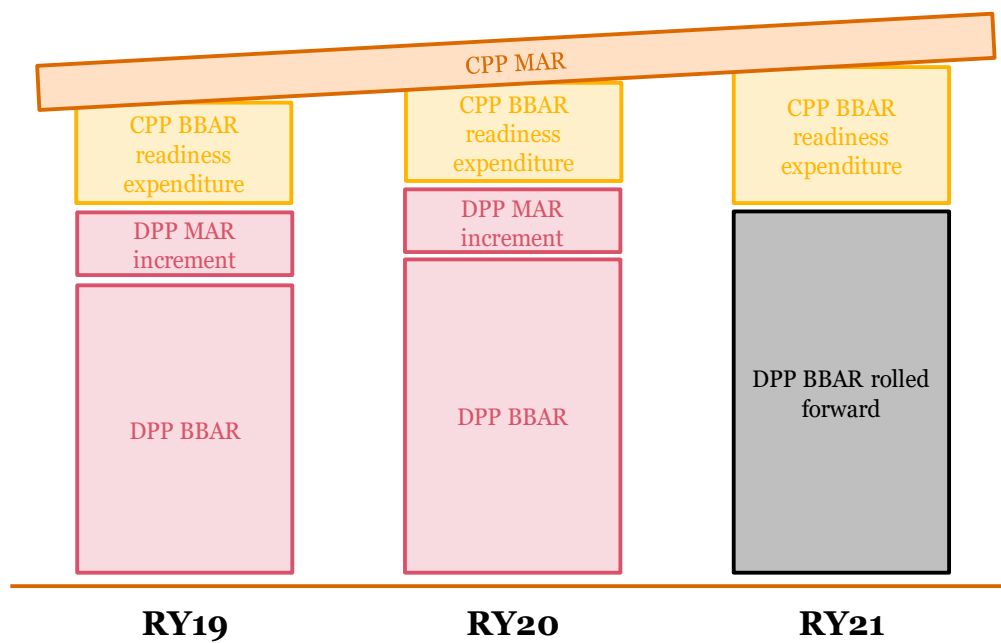 CPP MAR
CPP BBAR
readiness
expenditure
DPP MAR
increment
DPP BBAR
CPP BBAR
readiness
expenditure
DPP MAR
increment
DPP BBAR
CPP BBAR
readiness
expenditure
DPP BBAR rolled
forward
RY19
RY20
RY21